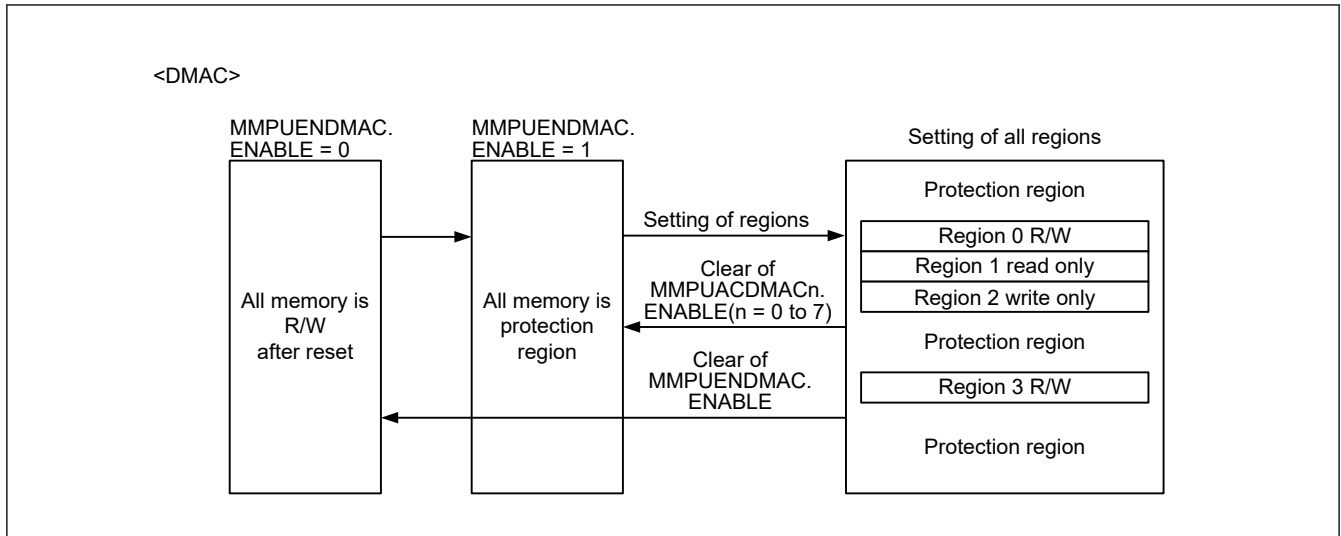 <DMAC>
MMPUENDMAC.
ENABLE = 0
All memory is
R/W
after reset
MMPUENDMAC.
ENABLE = 1
All memory is
protection
region
Setting of regions
Clear of
MMPUACDMACn.
ENABLE(n = 0 to 7)
Clear of
MMPUENDMAC.
ENABLE
Setting of all regions
Protection region
Region 0 R/W
Region 1 read only
Region 2 write only
Protection region
Region 3 R/W
Protection region